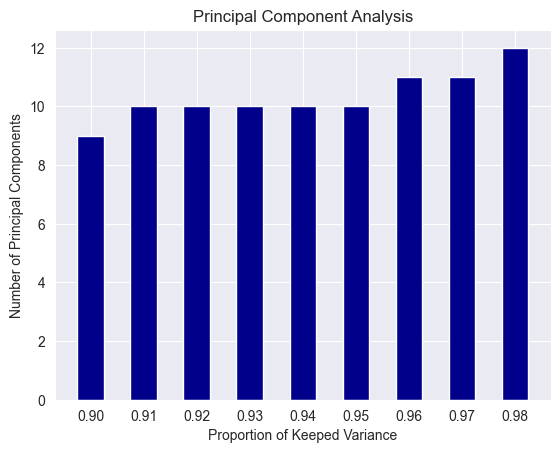 Principal Component Analysis
Number of Principal Components
12
10
8
6
4
2
0
0.90 0.91 0.92 0.93 0.94 0.95 0.96 0.97 0.98
Proportion of Keeped Variance